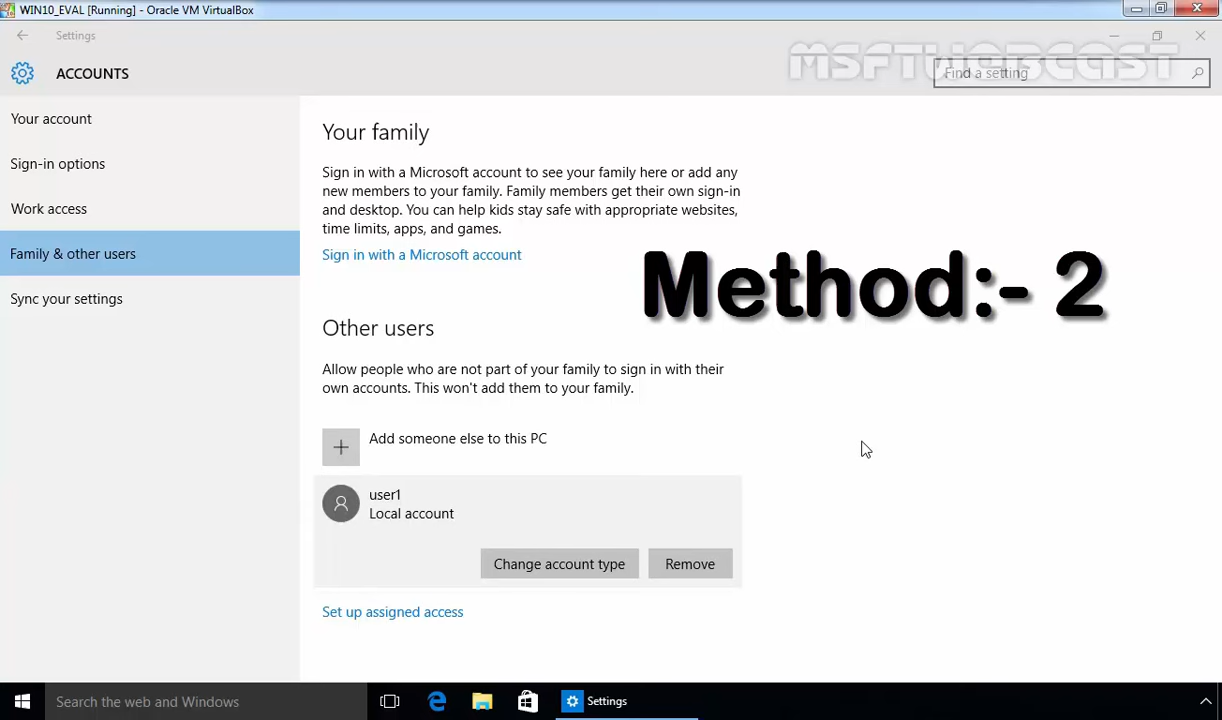 WIN10_EVAL [Running] - Oracle VM VirtualBox
Settings
MSFTWEBCAST
ACCOUNTS
Find a setting
Your account
Sign-in options
Work access
Family & other users
Sync your settings
Your family
Sign in with a Microsoft account to see your family here or add any
new members to your family. Family members get their own sign-in
and desktop. You can help kids stay safe with appropriate websites,
time limits, apps, and games.
Sign in with a Microsoft account
Method:- 2
Other users
Allow people who are not part of your family to sign in with their
own accounts. This won't add them to your family.
Add someone else to this PC
user1
Local account
Change account type
Remove
Set up assigned access
Search the web and Windows
Settings